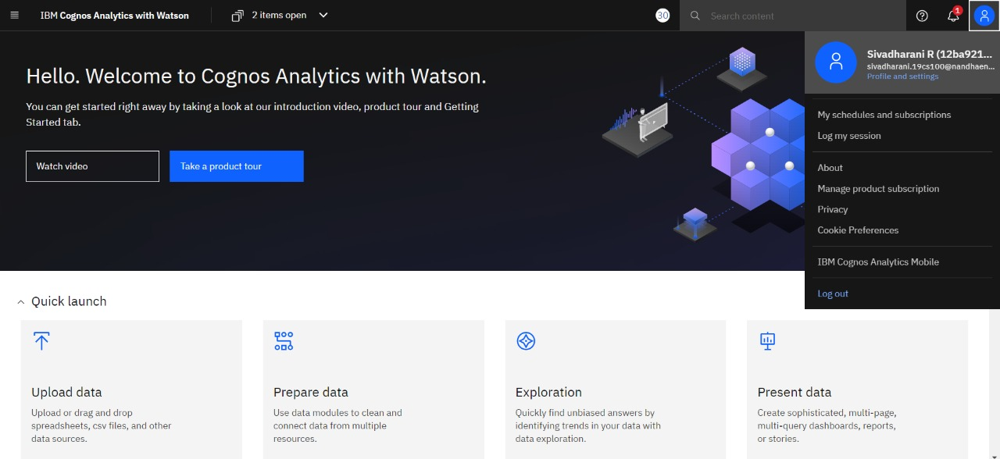 IBM Cognos Analytics with Watson
2 items open
30
Search content
1
Sivadharani R (12ba921...
sivadharani.19cs100@nandhaen...
Profile and settings
Hello. Welcome to Cognos Analytics with Watson.
You can get started right away by taking a look at our introduction video, product tour and Getting
Started tab.
Watch video
Take a product tour
My schedules and subscriptions
Log my session
About
Manage product subscription
Privacy
Cookie Preferences
IBM Cognos Analytics Mobile
Log out
Quick launch
Upload data
Upload or drag and drop
spreadsheets, csv files, and other
data sources.
Prepare data
Use data modules to clean and
connect data from multiple
resources.
Exploration
Quickly find unbiased answers by
identifying trends in your data with
data exploration.
Present data
Create sophisticated, multi-page,
multi-query dashboards, reports,
or stories.